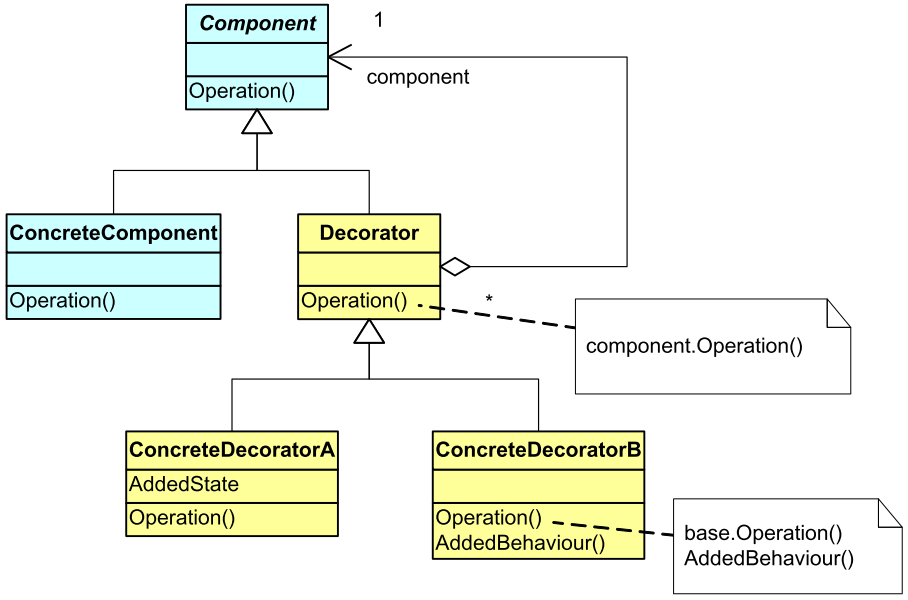 Component
1
component
Operation()
ConcreteComponent
Operation()
Decorator
Operation()
*
component.Operation()
ConcreteDecoratorA
AddedState
Operation()
ConcreteDecoratorB
Operation()
AddedBehaviour()
base.Operation()
AddedBehaviour()